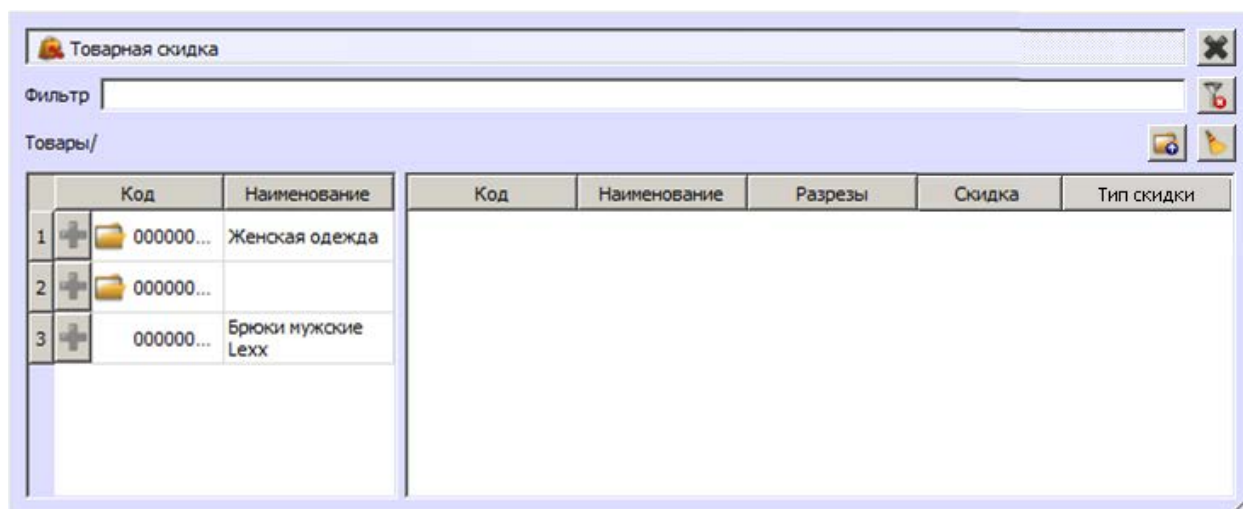 Товарная скидка
Фильтр
Товары/
Код Наименование Код Наименование Разрезы Скидка Тип скидки
1 000000... Женская одежда
2 000000...
3 000000... Брюки мужские
Lexx